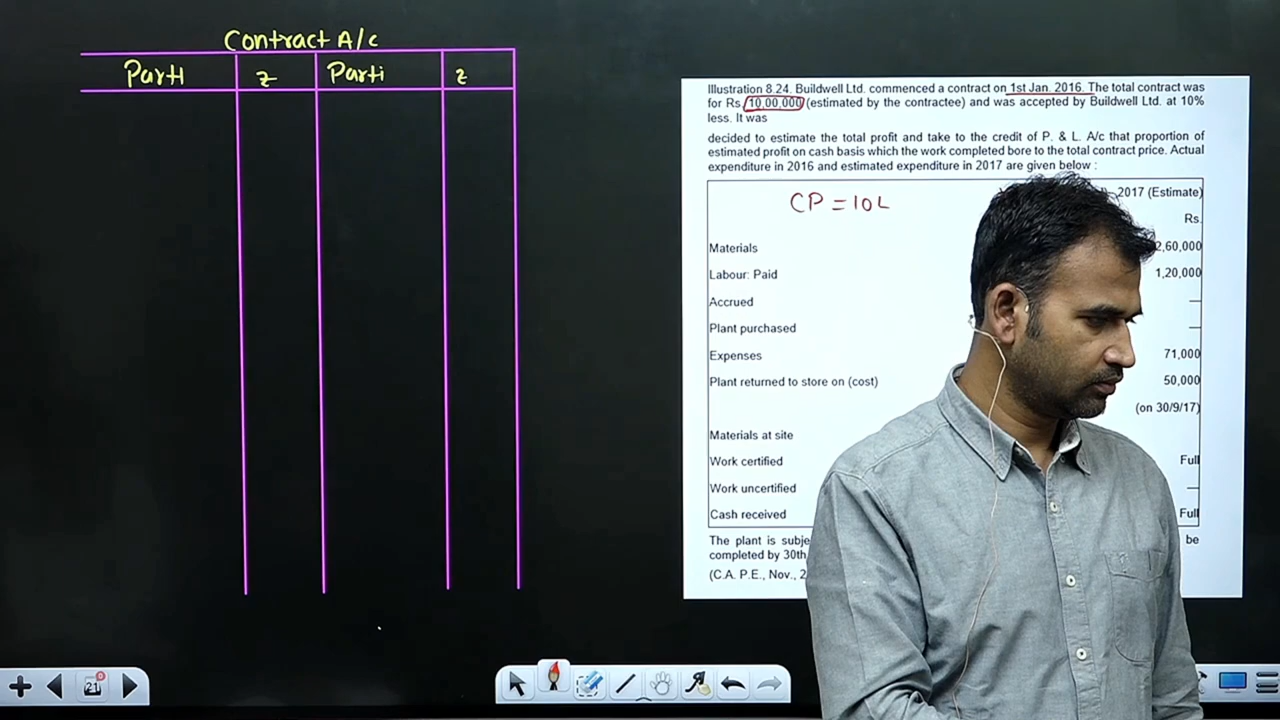 Contract A/c
Parti z Parti z
Illustration 8.24. Buildwell Ltd. commenced a contract on 1st Jan. 2016. The total contract was
for Rs. 10,00,000 (estimated by the contractee) and was accepted by Buildwell Ltd. at 10%
less. It was
decided to estimate the total profit and take to the credit of P. & L. A/c that proportion of
estimated profit on cash basis which the work completed bore to the total contract price. Actual
expenditure in 2016 and estimated expenditure in 2017 are given below :
2017 (Estimate)
CP = 10L
Rs.
Materials 2,60,000
Labour: Paid 1,20,000
Accrued —
Plant purchased —
Expenses 71,000
Plant returned to store on (cost) 50,000
(on 30/9/17)
Materials at site
Work certified Full
Work uncertified —
Cash received Full
The plant is be
completed by 30th
(C.A. P.E., Nov.,
21